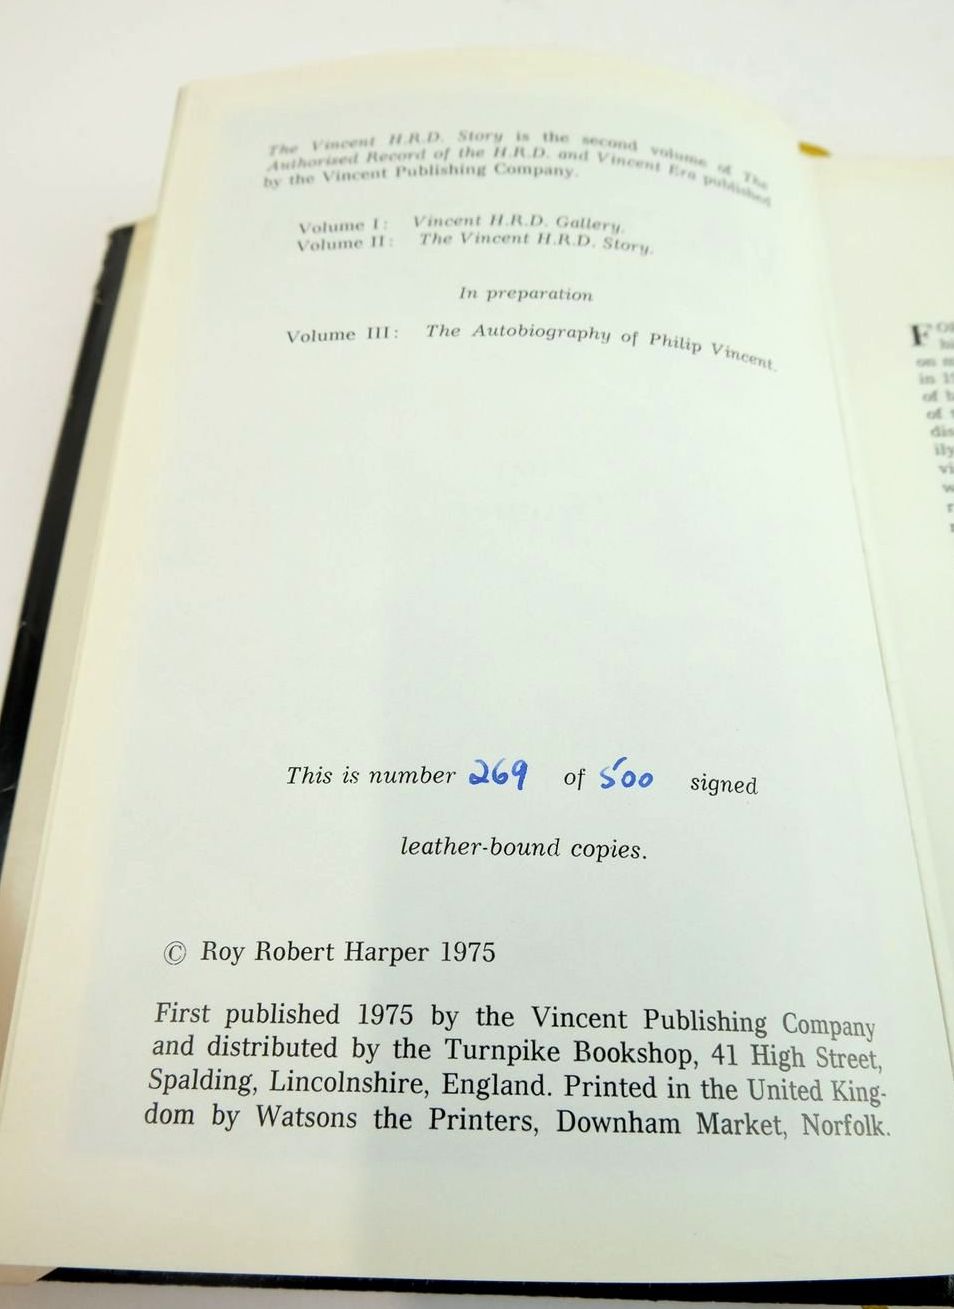 The Vincent H.R.D. Story is the second volume of The
Authorised Record of the H.R.D. and Vincent Era published
by the Vincent Publishing Company.
Volume I: Vincent H.R.D. Gallery.
Volume II: The Vincent H.R.D. Story.
In preparation
Volume III: The Autobiography of Philip Vincent.
This is number 269 of 500 signed
leather-bound copies.
© Roy Robert Harper 1975
First published 1975 by the Vincent Publishing Company
and distributed by the Turnpike Bookshop, 41 High Street,
Spalding, Lincolnshire, England. Printed in the United King-
dom by Watsons the Printers, Downham Market, Norfolk.
on
in
of
of